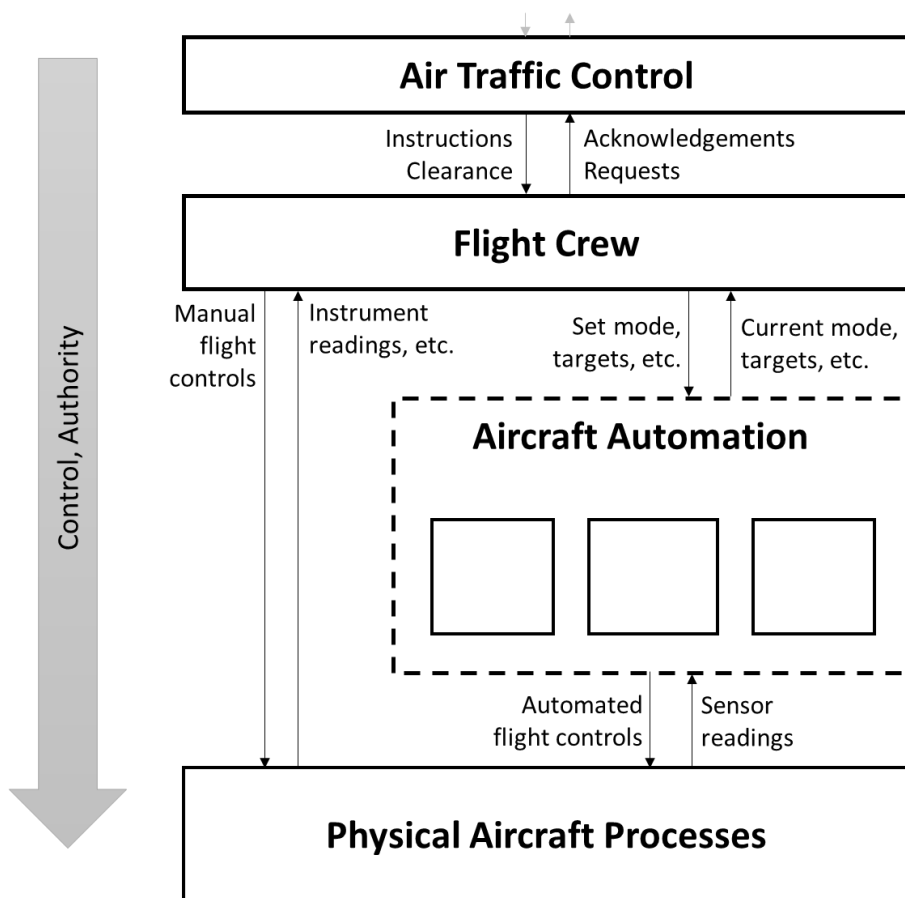 Air Traffic Control
Instructions
Clearance
Acknowledgements
Requests
Flight Crew
Manual
flight
controls
Instrument
readings, etc.
Set mode,
targets, etc.
Current mode,
targets, etc.
Control, Authority
Aircraft Automation
Automated
flight controls
Sensor
readings
Physical Aircraft Processes